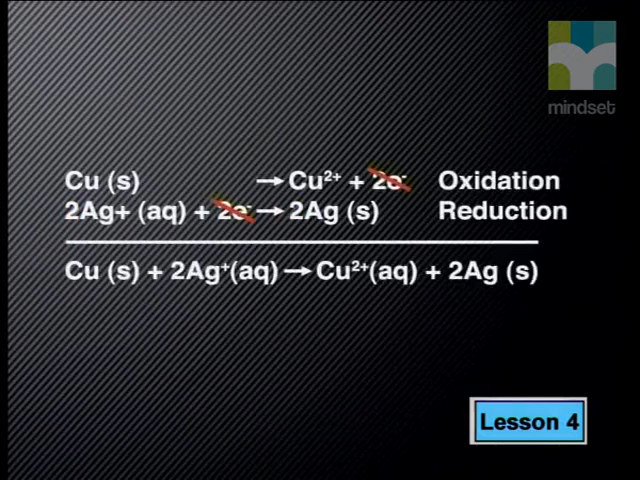 mindset
Cu (s) → Cu²⁺ + 2e⁻ Oxidation
2Ag+ (aq) + 2e⁻ → 2Ag (s) Reduction
Cu (s) + 2Ag⁺(aq) → Cu²⁺(aq) + 2Ag (s)
Lesson 4